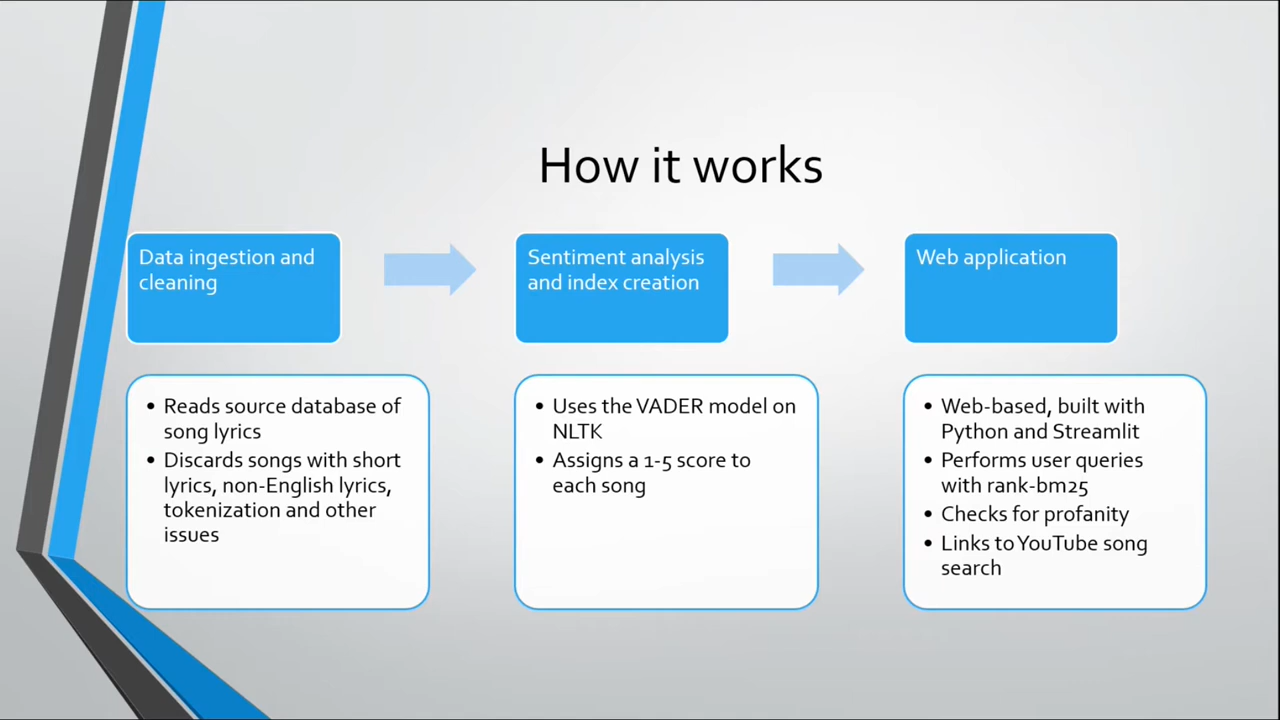 How it works
Data ingestion and
cleaning
Sentiment analysis
and index creation
Web application
• Reads source database of
song lyrics
• Discards songs with short
lyrics, non-English lyrics,
tokenization and other
issues
• Uses the VADER model on
NLTK
• Assigns a 1-5 score to
each song
• Web-based, built with
Python and Streamlit
• Performs user queries
with rank-bm25
• Checks for profanity
• Links to YouTube song
search